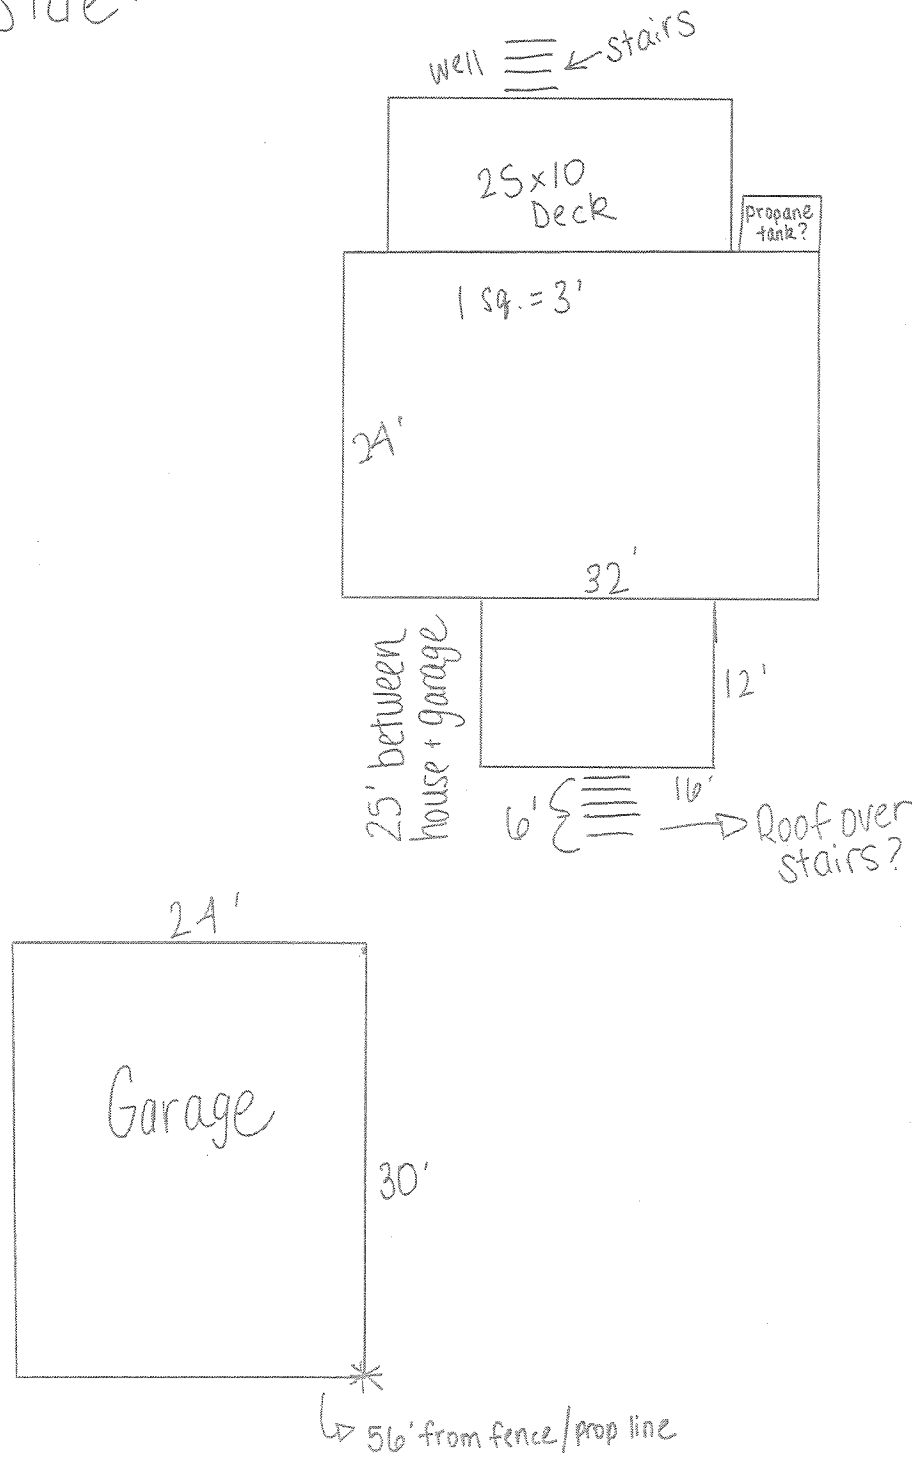 well
stairs
25x10
Deck
propane
tank?
1 sq. = 3'
24'
32'
25' between
house + garage
12'
16'
6'
Roof over
stairs?
24'
Garage
30'
56' from fence/prop line